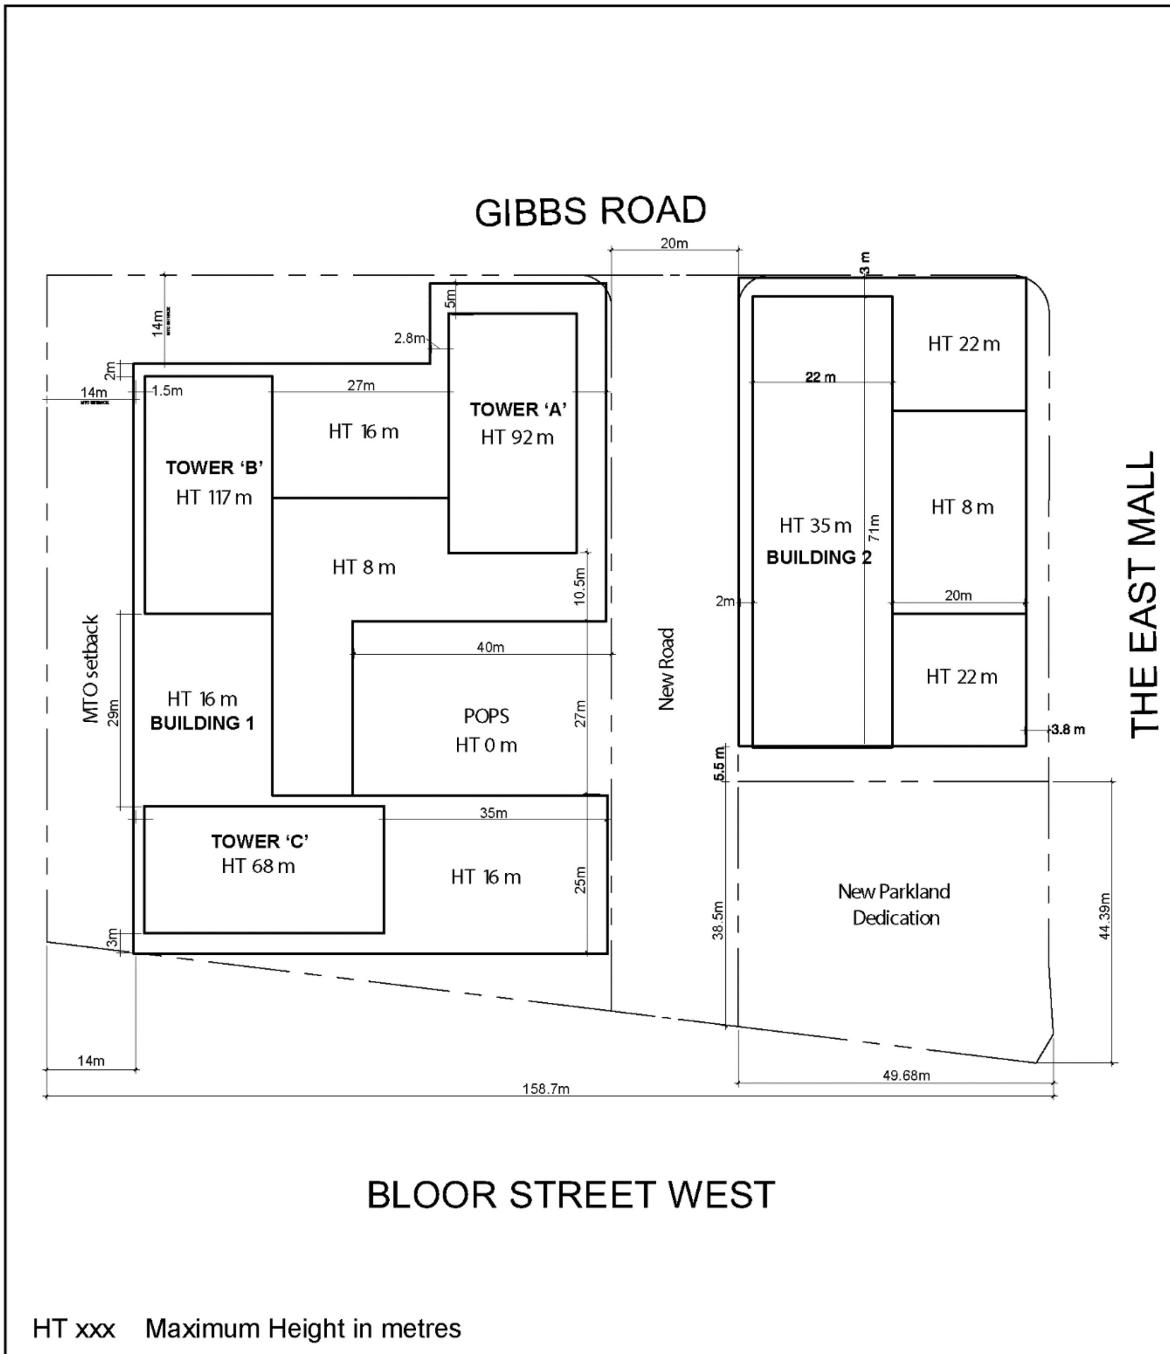 GIBBS ROAD
20m
3 m
5m
14m
2.8m
2m
14m
1.5m
27m
22 m
HT 22 m
TOWER ‘A’
HT 92 m
HT 16 m
TOWER ‘B’
HT 117 m
HT 8 m
HT 35 m
BUILDING 2
71m
HT 8 m
10.5m
2m
20m
THE EAST MALL
MTO setback
40m
New Road
HT 22 m
29m
HT 16 m
BUILDING 1
POPS
HT 0 m
27m
3.8 m
5.5 m
35m
TOWER ‘C’
HT 68 m
HT 16 m
25m
New Parkland
Dedication
38.5m
44.39m
3m
14m
49.68m
158.7m
BLOOR STREET WEST
HT xxx Maximum Height in metres